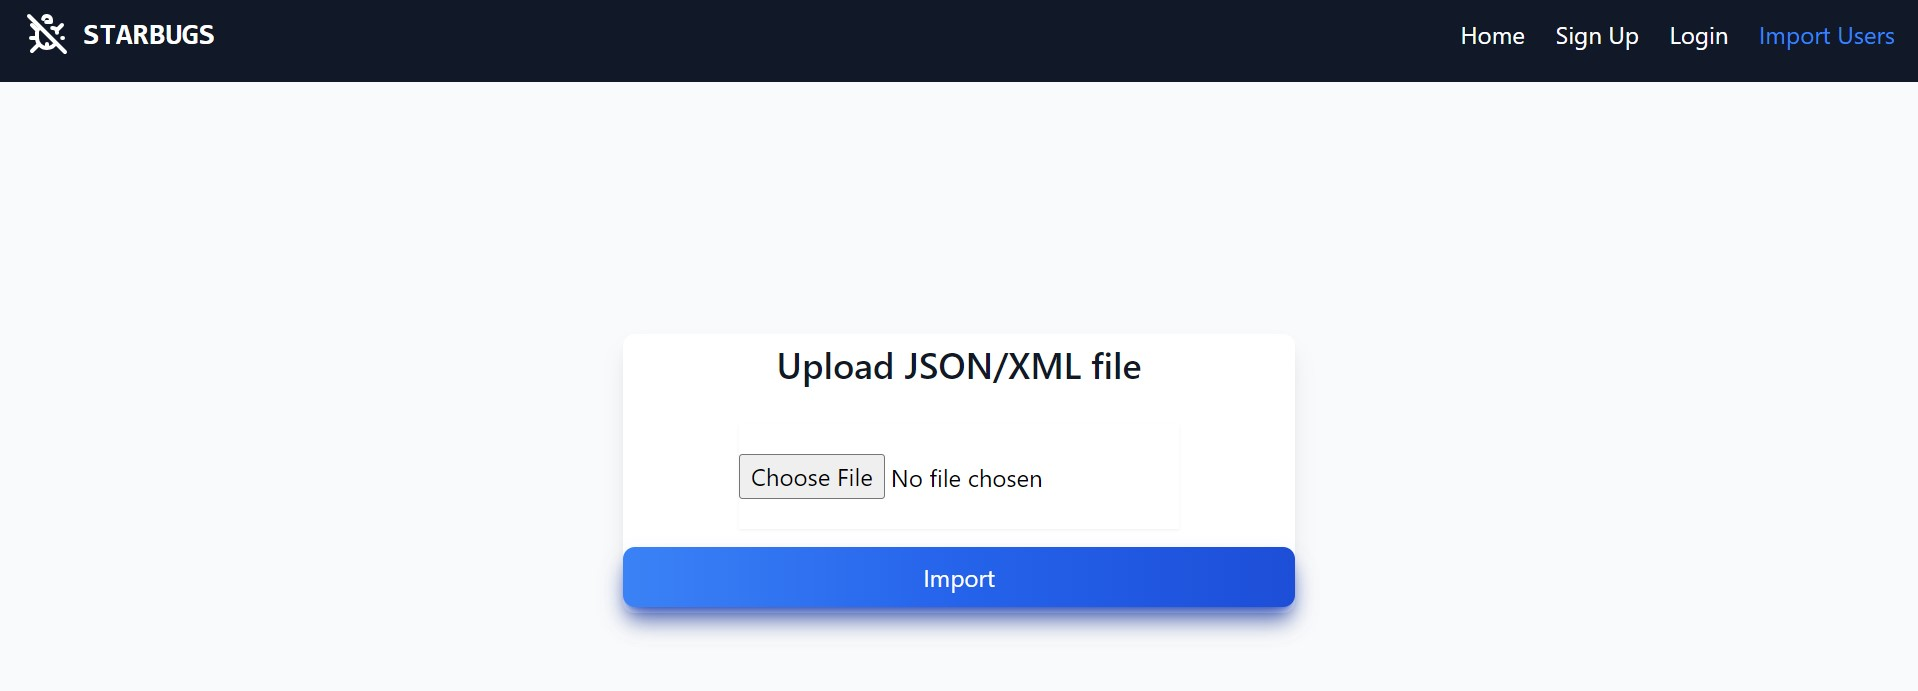 STARBUGS
Home Sign Up Login Import Users
Upload JSON/XML file
Choose File No file chosen
Import